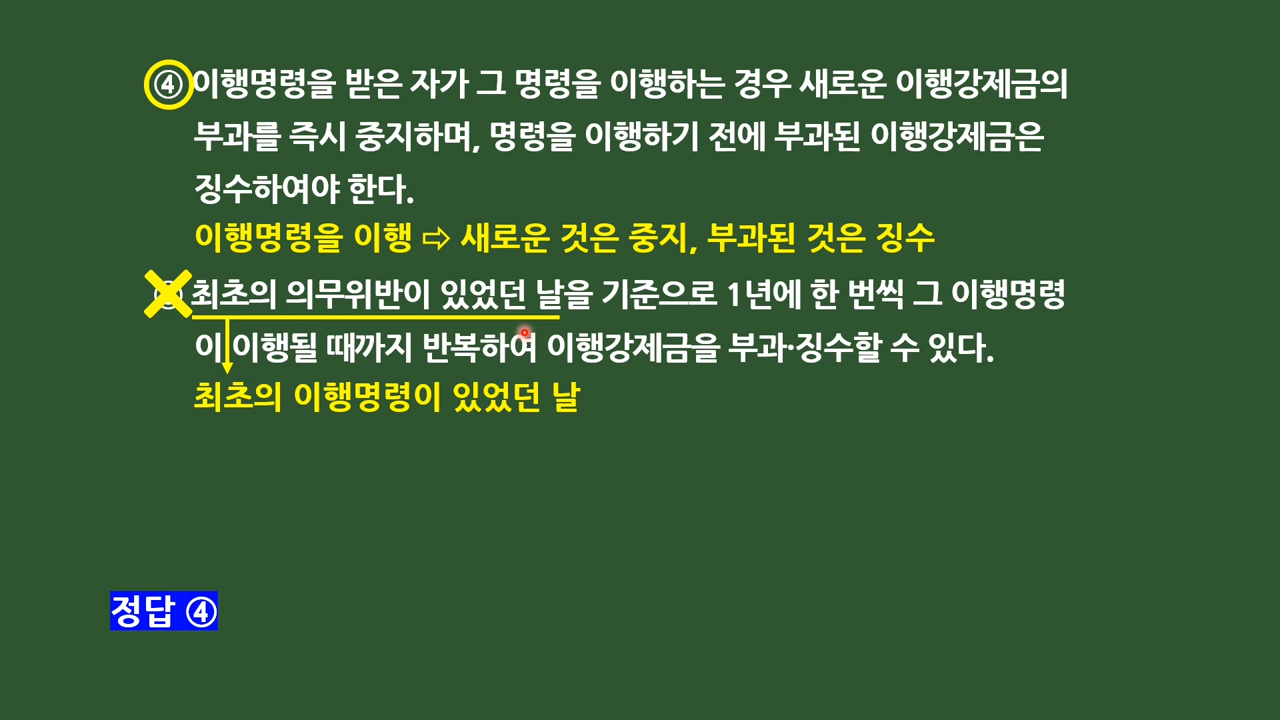 ④ 이행명령을 받은 자가 그 명령을 이행하는 경우 새로운 이행강제금의
부과를 즉시 중지하며, 명령을 이행하기 전에 부과된 이행강제금은
징수하여야 한다.
이행명령을 이행 ⇨ 새로운 것은 중지, 부과된 것은 징수
최초의 의무위반이 있었던 날을 기준으로 1년에 한 번씩 그 이행명령
이 이행될 때까지 반복하여 이행강제금을 부과·징수할 수 있다.
최초의 이행명령이 있었던 날
정답 ④